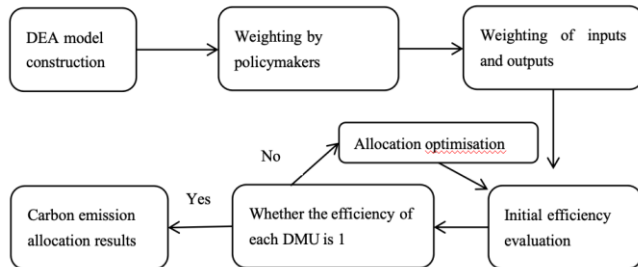 DEA model
construction
Weighting by
policymakers
Weighting of inputs
and outputs
Allocation optimisation
No
Yes
Carbon emission
allocation results
Whether the efficiency of
each DMU is 1
Initial efficiency
evaluation